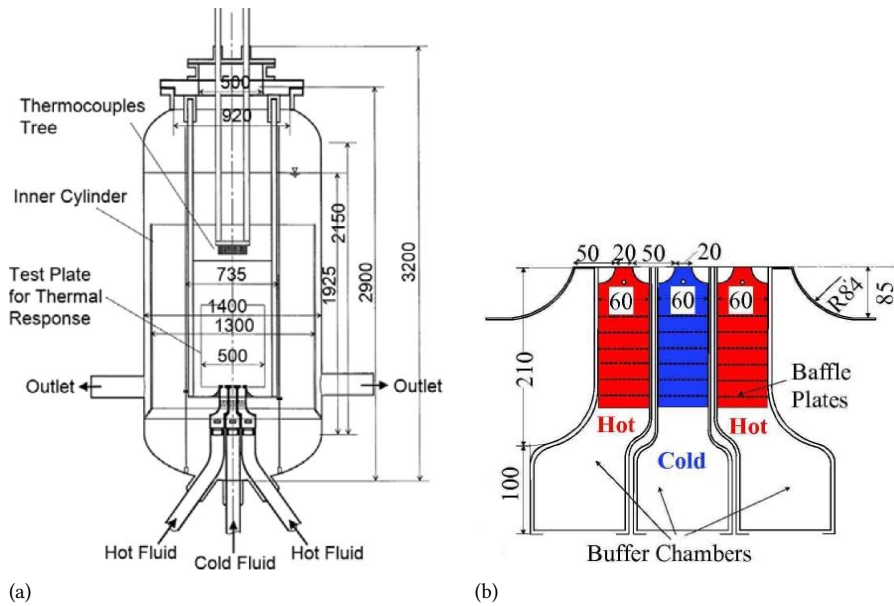 500
Thermocouples
Tree
920
Inner Cylinder
2150
1925
2900
3200
735
Test Plate
for Thermal
Response
1400
1300
500
Outlet
Outlet
Hot Fluid
Cold Fluid
Hot Fluid
(a)
50 20 50 20
60 60 60
R84
85
210
Baffle
Plates
Hot Hot
Cold
100
Buffer Chambers
(b)